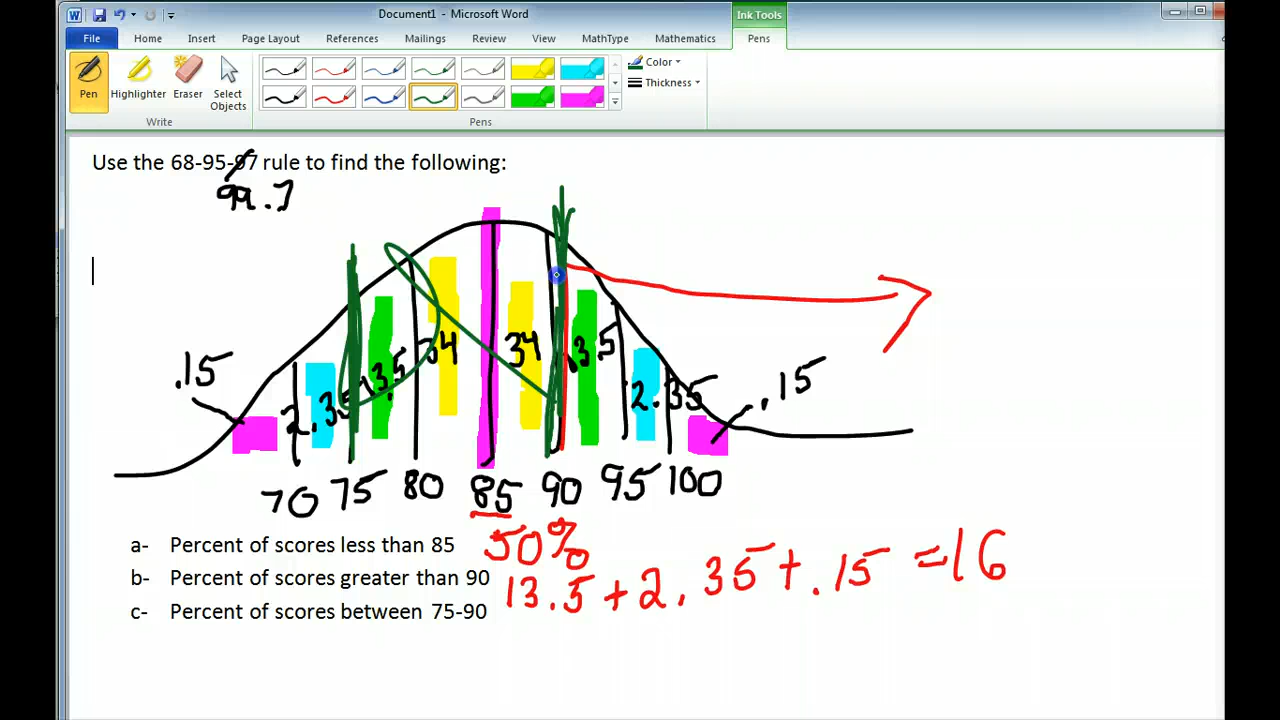 Document1 - Microsoft Word
Ink Tools
File Home Insert Page Layout References Mailings Review View MathType Mathematics Pens
Pen Highlighter Eraser Select Objects
Color
Thickness
Write Pens
Use the 68-95-97 rule to find the following:
99.7
.15 2.35 13.5 34 34 13.5 2.35 .15
70 75 80 85 90 95 100
a- Percent of scores less than 85 50%
b- Percent of scores greater than 90 13.5+2.35+.15=16
c- Percent of scores between 75-90